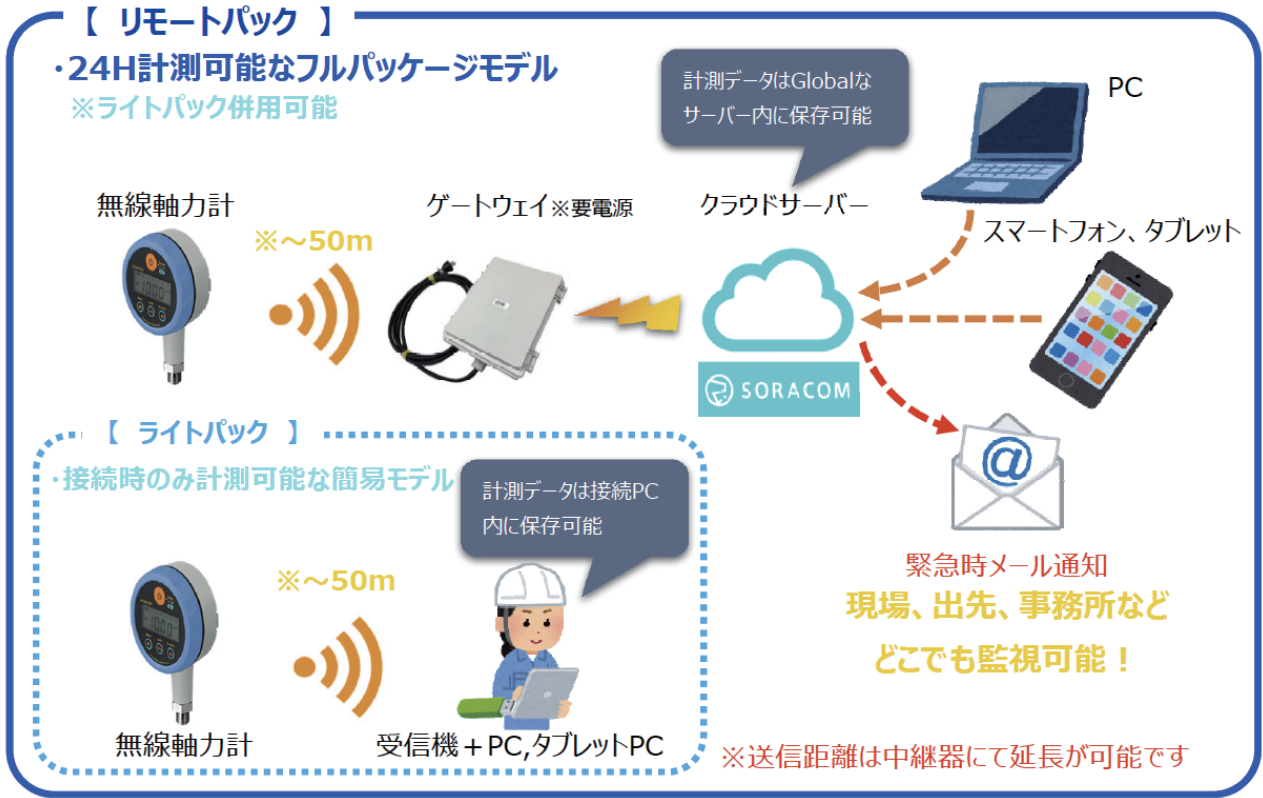 【 リモートパック 】
・24H計測可能なフルパッケージモデル
※ライトパック併用可能
計測データはGlobalな
サーバー内に保存可能
PC
無線軸力計
※～50m
ゲートウェイ※要電源
クラウドサーバー
スマートフォン、タブレット
-10.00
SORACOM
@
緊急時メール通知
現場、出先、事務所など
どこでも監視可能！
【 ライトパック 】
・接続時のみ計測可能な簡易モデル
計測データは接続PC
内に保存可能
※～50m
-10.00
無線軸力計
受信機＋PC,タブレットPC
※送信距離は中継器にて延長が可能です